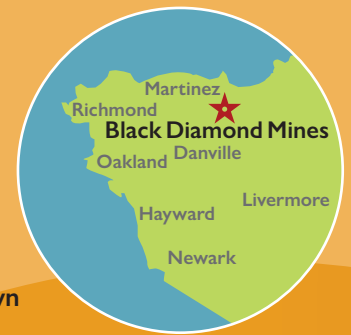 Martinez
Richmond
Black Diamond Mines
Oakland
Danville
Livermore
Hayward
Newark